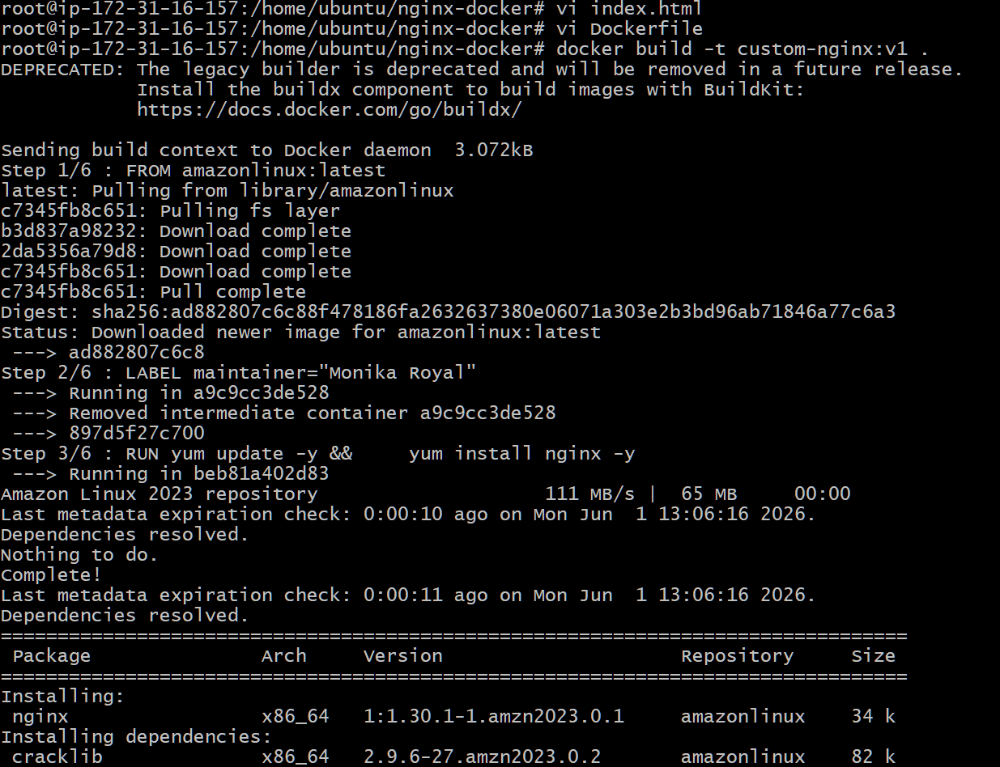 root@ip-172-31-16-157:/home/ubuntu/nginx-docker# vi index.html
root@ip-172-31-16-157:/home/ubuntu/nginx-docker# vi Dockerfile
root@ip-172-31-16-157:/home/ubuntu/nginx-docker# docker build -t custom-nginx:v1 .
DEPRECATED: The legacy builder is deprecated and will be removed in a future release.
            Install the buildx component to build images with BuildKit:
            https://docs.docker.com/go/buildx/

Sending build context to Docker daemon  3.072kB
Step 1/6 : FROM amazonlinux:latest
latest: Pulling from library/amazonlinux
c7345fb8c651: Pulling fs layer
b3d837a98232: Download complete
2da5356a79d8: Download complete
c7345fb8c651: Download complete
c7345fb8c651: Pull complete
Digest: sha256:ad882807c6c88f478186fa2632637380e06071a303e2b3bd96ab71846a77c6a3
Status: Downloaded newer image for amazonlinux:latest
 ---> ad882807c6c8
Step 2/6 : LABEL maintainer="Monika Royal"
 ---> Running in a9c9cc3de528
 ---> Removed intermediate container a9c9cc3de528
 ---> 897d5f27c700
Step 3/6 : RUN yum update -y &&     yum install nginx -y
 ---> Running in beb81a402d83
Amazon Linux 2023 repository                    111 MB/s |  65 MB     00:00
Last metadata expiration check: 0:00:10 ago on Mon Jun  1 13:06:16 2026.
Dependencies resolved.
Nothing to do.
Complete!
Last metadata expiration check: 0:00:11 ago on Mon Jun  1 13:06:16 2026.
Dependencies resolved.
================================================================================
 Package               Arch     Version                     Repository     Size
================================================================================
Installing:
 nginx                 x86_64   1:1.30.1-1.amzn2023.0.1     amazonlinux    34 k
Installing dependencies:
 cracklib              x86_64   2.9.6-27.amzn2023.0.2       amazonlinux    82 k